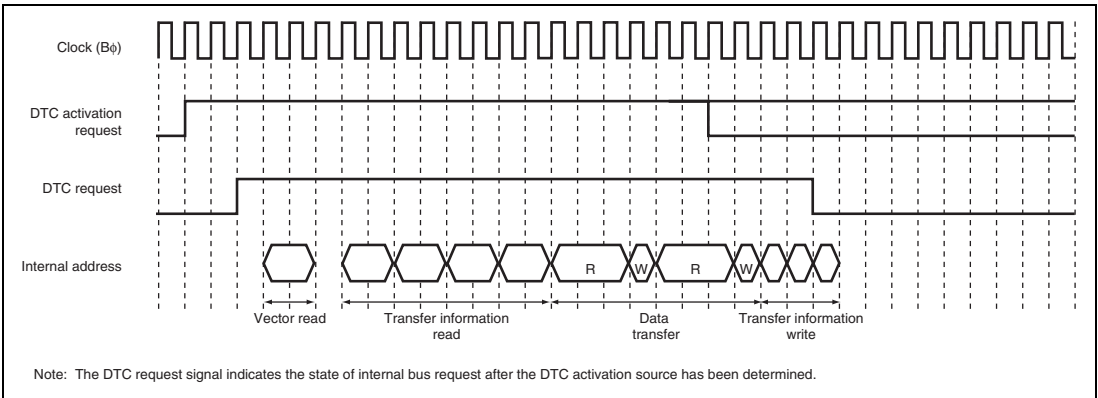 Clock (Bϕ)
DTC activation
request
DTC request
Internal address
R
W
R
W
Vector read
Transfer information
read
Data
transfer
Transfer information
write
Note: The DTC request signal indicates the state of internal bus request after the DTC activation source has been determined.